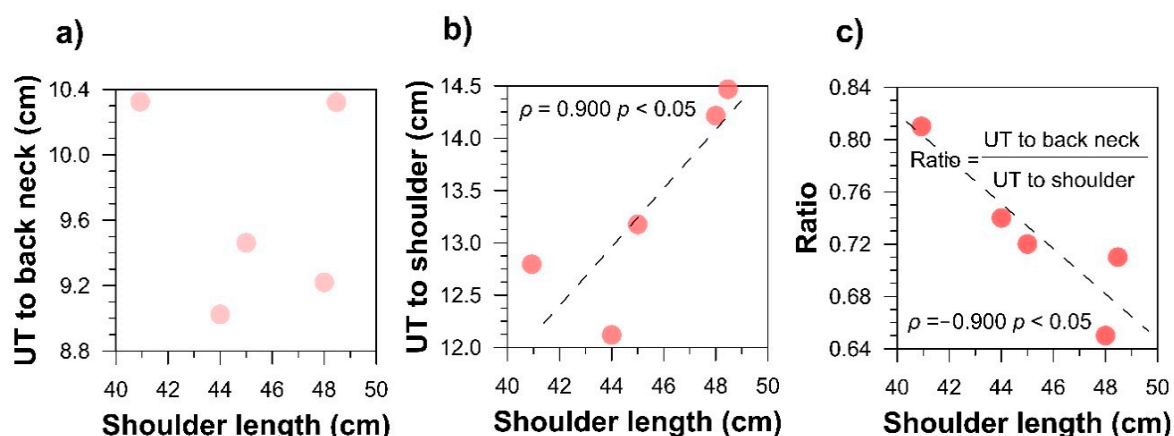 a)
UT to back neck (cm)
10.4
10.0
9.6
9.2
8.8
40 42 44 46 48 50
Shoulder length (cm)
b)
UT to shoulder (cm)
14.5
14.0
13.5
13.0
12.5
12.0
ρ = 0.900 p < 0.05
40 42 44 46 48 50
Shoulder length (cm)
c)
Ratio
0.84
0.80
0.76
0.72
0.68
0.64
Ratio = UT to back neck
UT to shoulder
ρ =−0.900 p < 0.05
40 42 44 46 48 50
Shoulder length (cm)